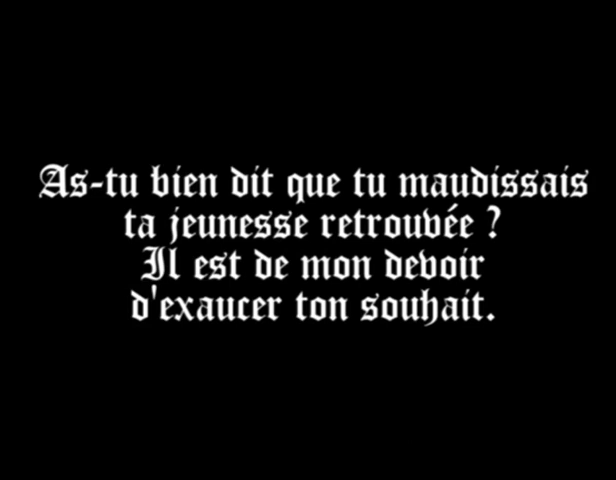 As-tu bien dit que tu maudissais
ta jeunesse retrouvée ?
Il est de mon devoir
d'exaucer ton souhait.